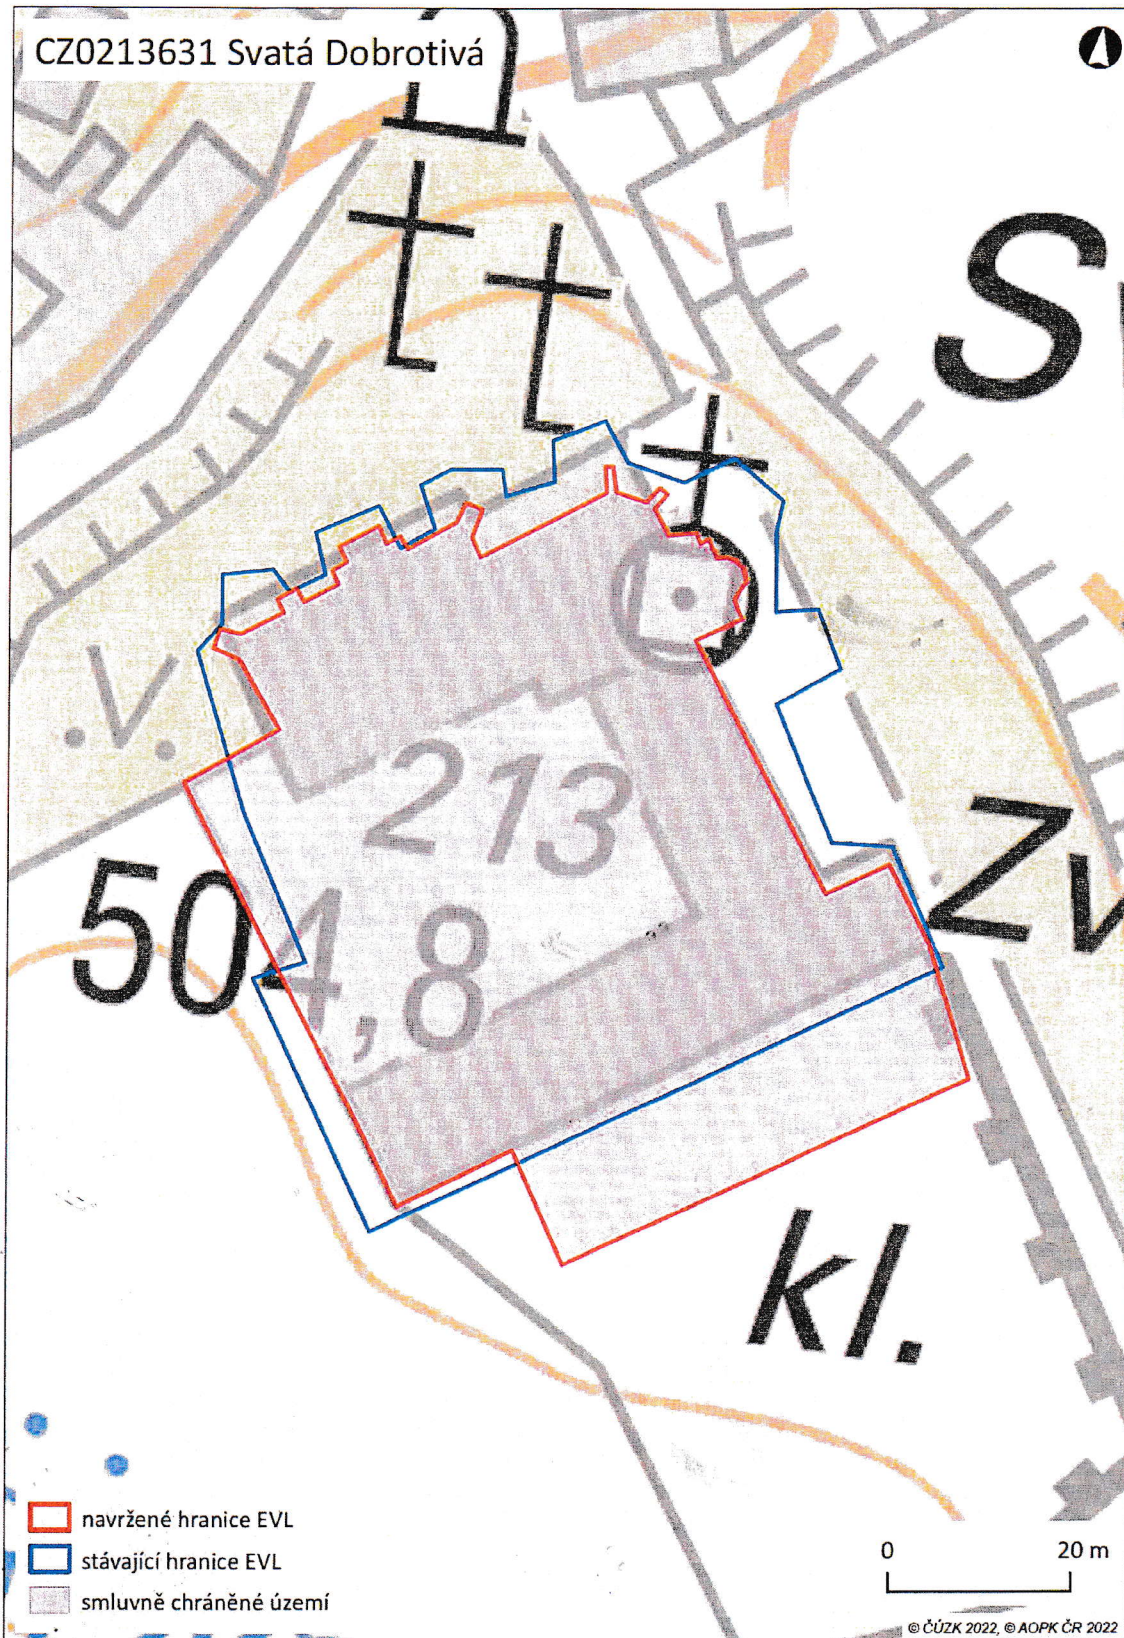 CZ0213631 Svatá Dobrotivá
S
213
504,8
Zv
kl.
navržené hranice EVL
stávající hranice EVL
smluvně chráněné území
0 20 m
© ČÚZK 2022, © AOPK ČR 2022